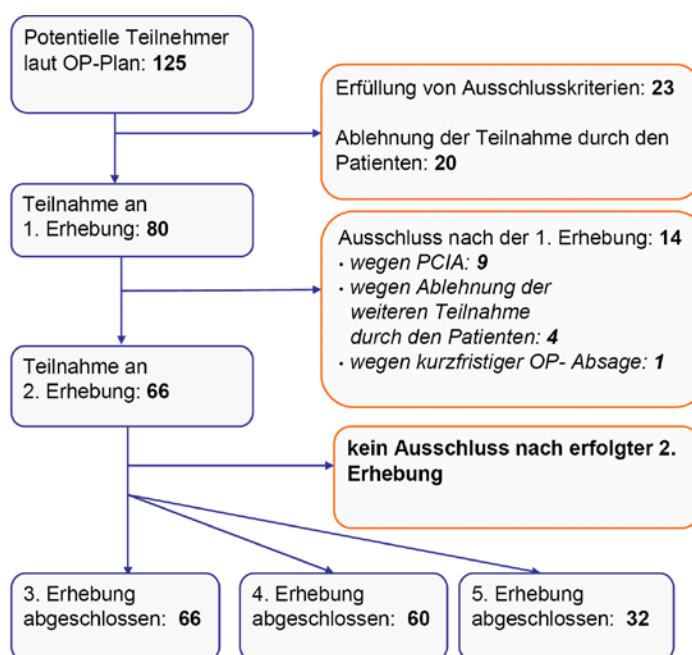 Potentielle Teilnehmer
laut OP-Plan: 125
Erfüllung von Ausschlusskriterien: 23
Ablehnung der Teilnahme durch den
Patienten: 20
Teilnahme an
1. Erhebung: 80
Ausschluss nach der 1. Erhebung: 14
· wegen PCIA: 9
· wegen Ablehnung der
weiteren Teilnahme
durch den Patienten: 4
· wegen kurzfristiger OP- Absage: 1
Teilnahme an
2. Erhebung: 66
kein Ausschluss nach erfolgter 2.
Erhebung
3. Erhebung
abgeschlossen: 66
4. Erhebung
abgeschlossen: 60
5. Erhebung
abgeschlossen: 32